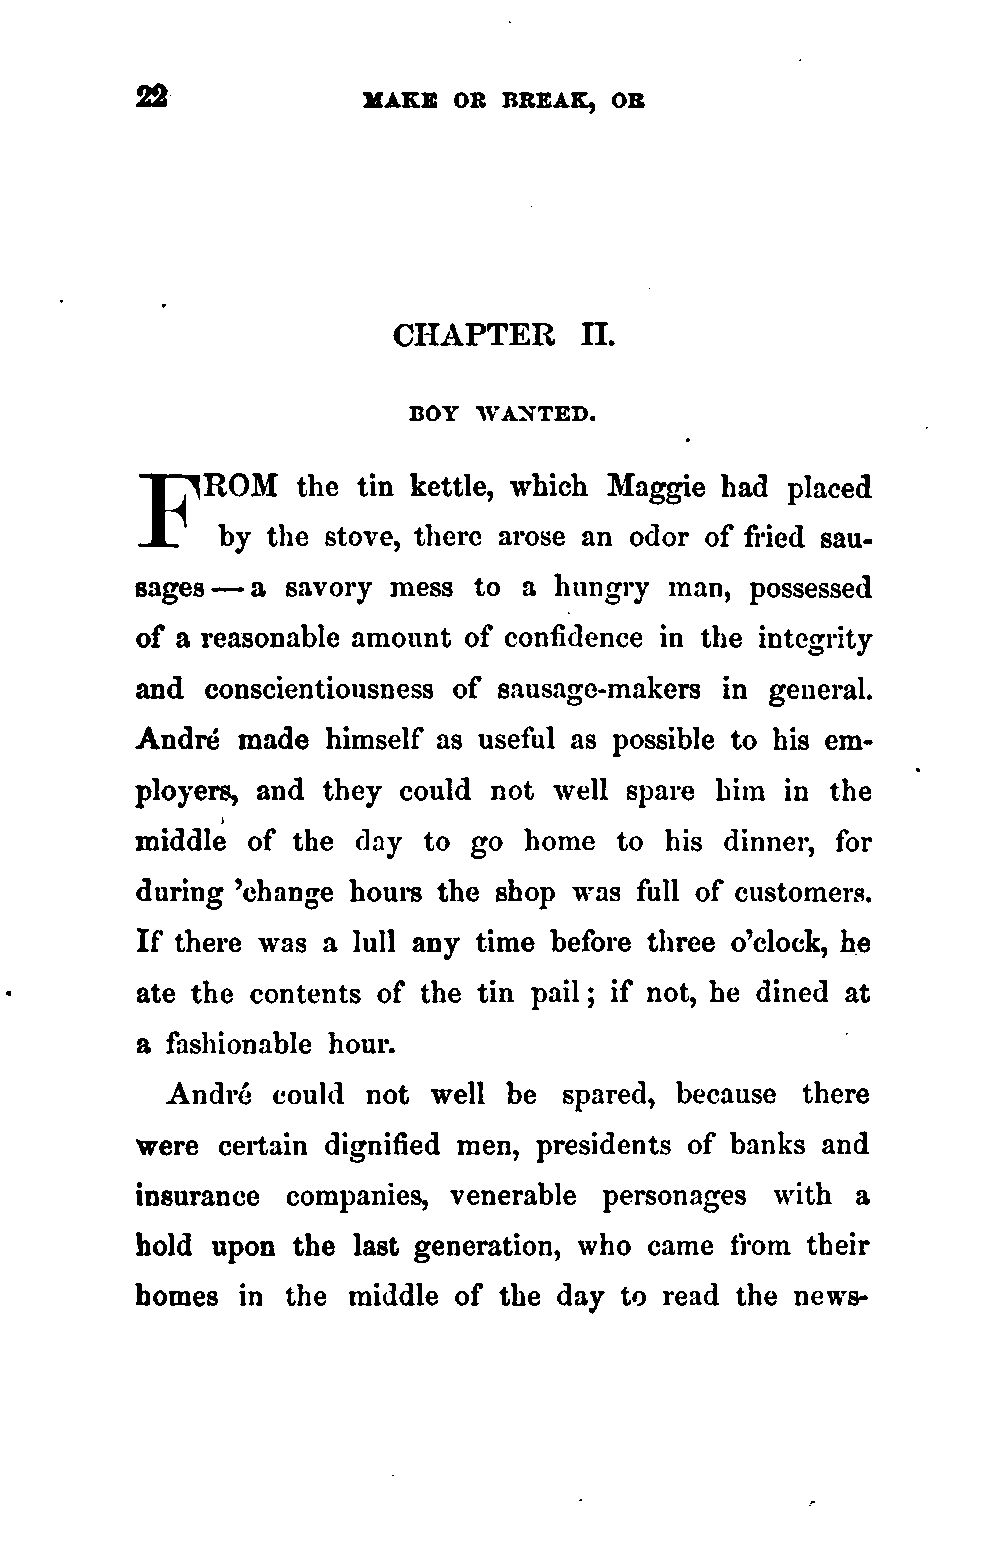 22 MAKE OR BREAK, OR
CHAPTER II.
BOY WANTED.
FROM the tin kettle, which Maggie had placed
by the stove, there arose an odor of fried sau-
sages — a savory mess to a hungry man, possessed
of a reasonable amount of confidence in the integrity
and conscientiousness of sausage-makers in general.
André made himself as useful as possible to his em-
ployers, and they could not well spare him in the
middle of the day to go home to his dinner, for
during 'change hours the shop was full of customers.
If there was a lull any time before three o'clock, he
ate the contents of the tin pail; if not, he dined at
a fashionable hour.
André could not well be spared, because there
were certain dignified men, presidents of banks and
insurance companies, venerable personages with a
hold upon the last generation, who came from their
homes in the middle of the day to read the news-